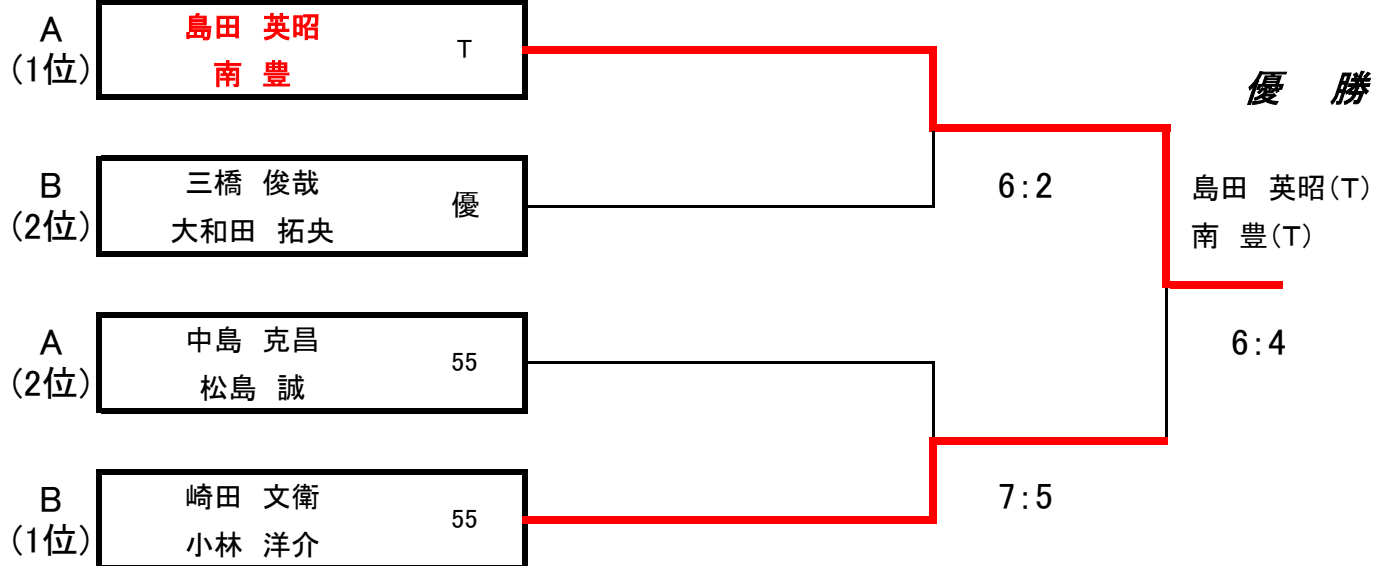 A
(1位)
島田 英昭
南 豊
T
優 勝
B
(2位)
三橋 俊哉
大和田 拓央
優
6:2
島田 英昭(T)
南 豊(T)
A
(2位)
中島 克昌
松島 誠
55
6:4
B
(1位)
崎田 文衛
小林 洋介
55
7:5